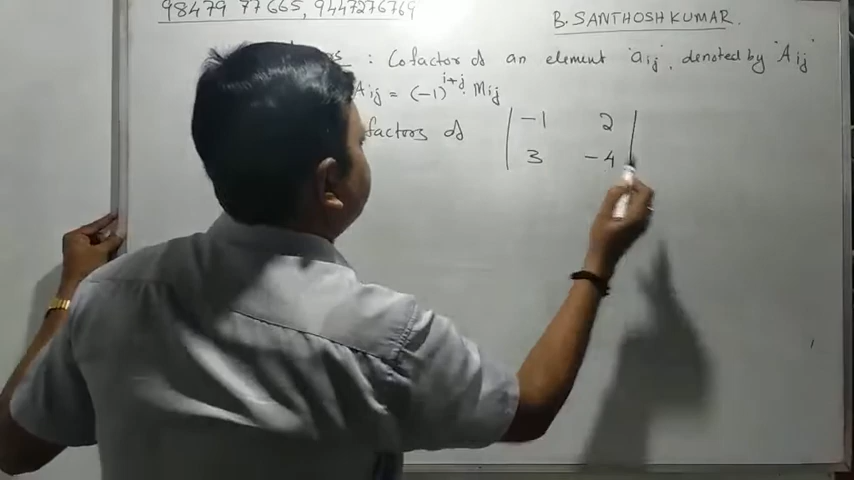 98479 77665, 9447276769
B. SANTHOSH KUMAR.
: Cofactor of an element "aij", denoted by "Aij"
Aij = (-1)^{i+j}. Mij
factors of | -1 2 |
| 3 -4 |